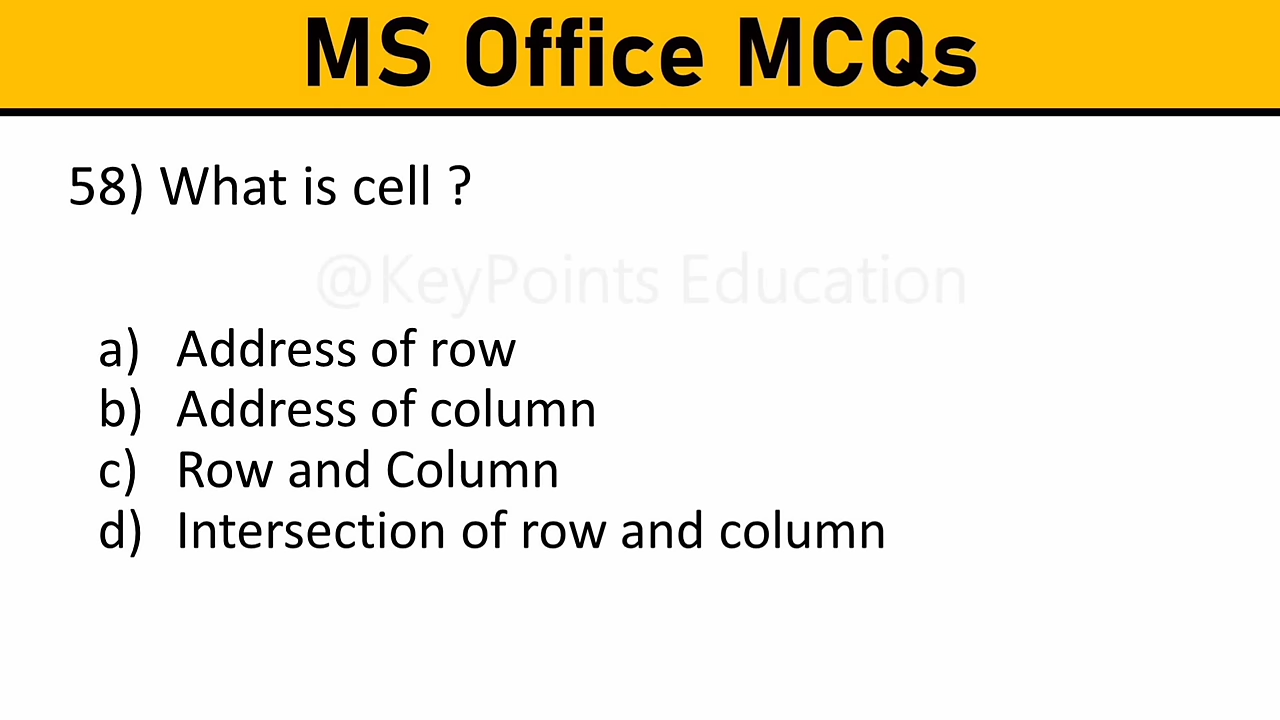 MS Office MCQs
58) What is cell ?
@KeyPoints Education
a) Address of row
b) Address of column
c) Row and Column
d) Intersection of row and column